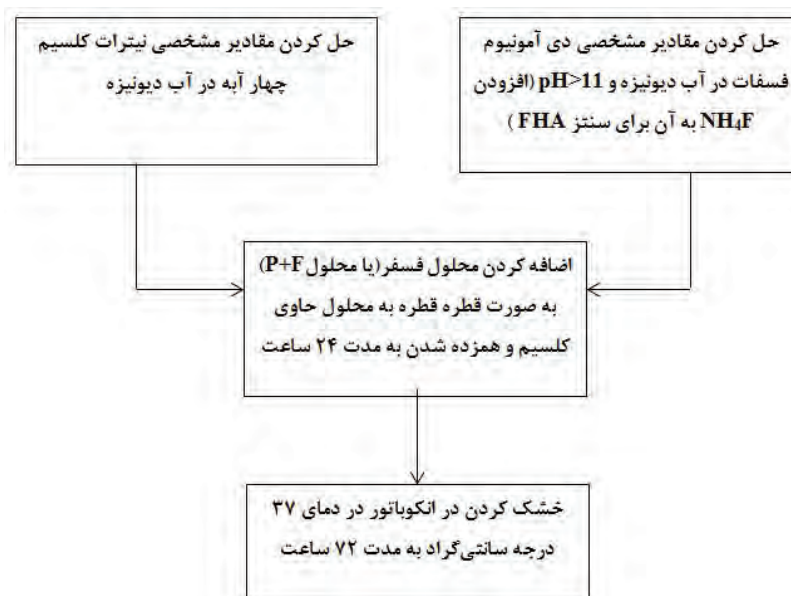 حل کردن مقادیر مشخصی دی آمونیوم
فسفات در آب دیونیزه و pH>11 (افزودن
NH₄F به آن برای سنتز FHA )
حل کردن مقادیر مشخصی نیترات کلسیم
چهار آبه در آب دیونیزه
اضافه کردن محلول فسفر(یا محلول P+F)
به صورت قطره قطره به محلول حاوی
کلسیم و همزده شدن به مدت ۲۴ ساعت
خشک کردن در انکوباتور در دمای ۳۷
درجه سانتی‌گراد به مدت ۷۲ ساعت